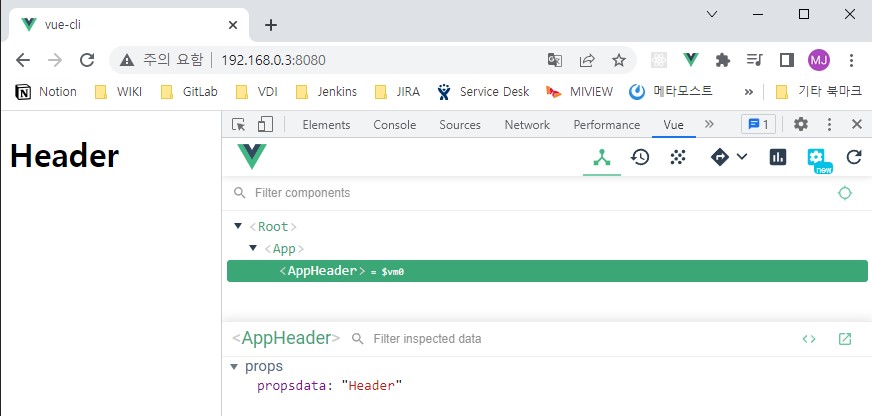 vue-cli
주의 요함 192.168.0.3:8080
MJ
Notion WIKI GitLab VDI Jenkins JIRA Service Desk MIVIEW 메타모스트 » 기타 북마크
Elements Console Sources Network Performance Vue » 1
Header
new
Filter components
<Root>
<App>
<AppHeader> = $vm0
<AppHeader> Filter inspected data
props
propsdata: "Header"